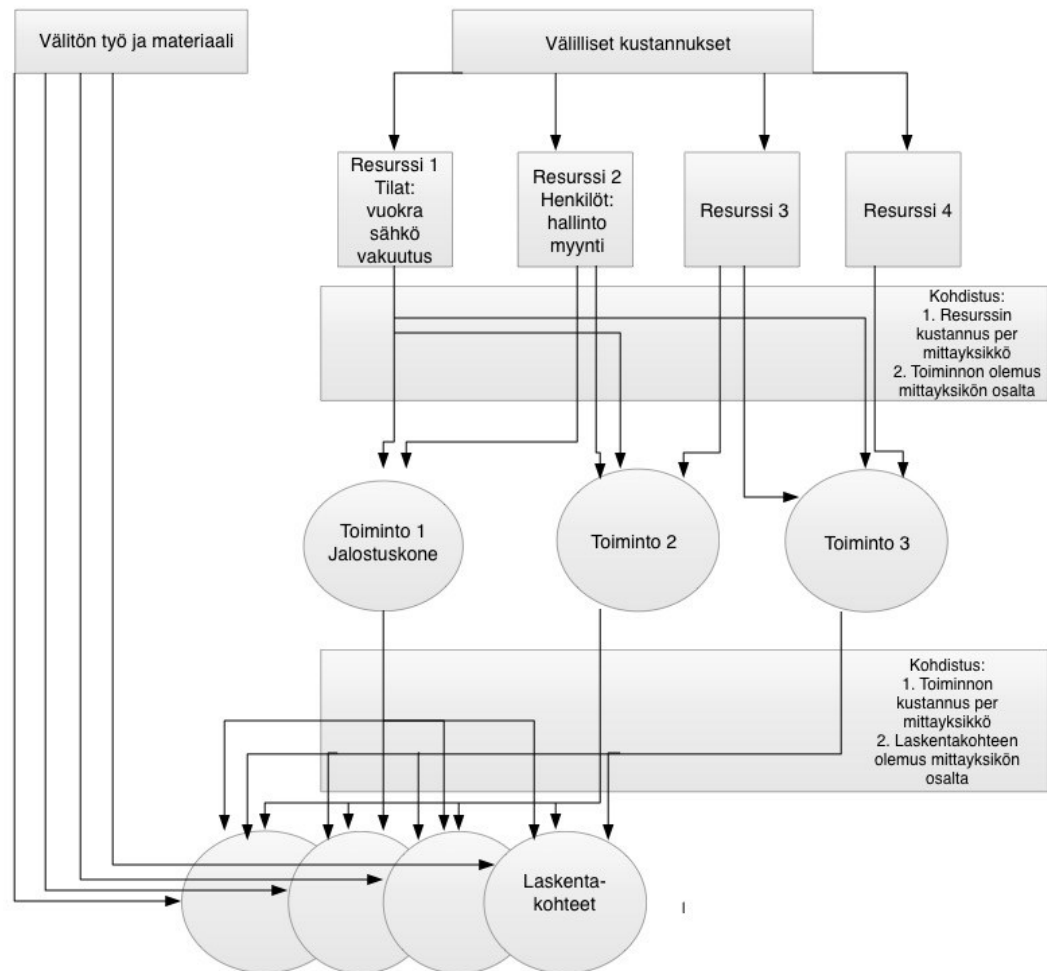 Välitön työ ja materiaali
Välilliset kustannukset
Resurssi 1
Tilat:
vuokra
sähkö
vakuutus
Resurssi 2
Henkilöt:
hallinto
myynti
Resurssi 3
Resurssi 4
Kohdistus:
1. Resurssin
kustannus per
mittayksikkö
2. Toiminnon olemus
mittayksikön osalta
Toiminto 1
Jalostuskone
Toiminto 2
Toiminto 3
Kohdistus:
1. Toiminnon
kustannus per
mittayksikkö
2. Laskentakohteen
olemus mittayksikön
osalta
Laskenta-
kohteet